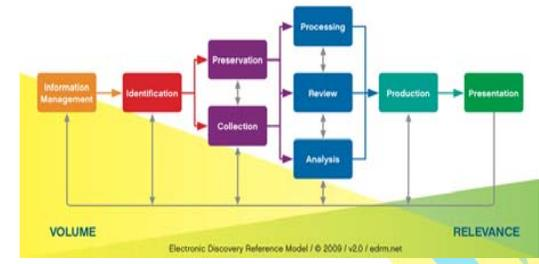 Processing
Preservation
Information
Management
Identification
Review
Production
Presentation
Collection
Analysis
VOLUME
RELEVANCE
Electronic Discovery Reference Model / © 2009 / v2.0 / edrm.net